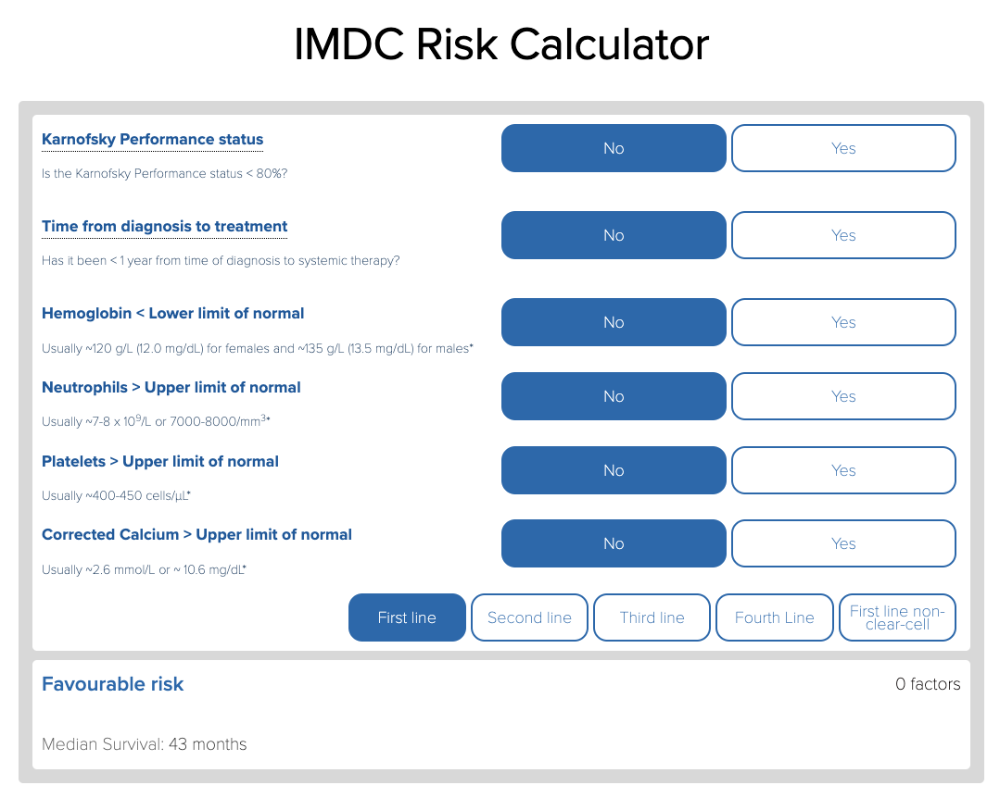 IMDC Risk Calculator
Karnofsky Performance status
No
Yes
Is the Karnofsky Performance status < 80%?
Time from diagnosis to treatment
No
Yes
Has it been < 1 year from time of diagnosis to systemic therapy?
Hemoglobin < Lower limit of normal
No
Yes
Usually ~120 g/L (12.0 mg/dL) for females and ~135 g/L (13.5 mg/dL) for males*
Neutrophils > Upper limit of normal
No
Yes
Usually ~7-8 x 10⁹/L or 7000-8000/mm³*
Platelets > Upper limit of normal
No
Yes
Usually ~400-450 cells/µL*
Corrected Calcium > Upper limit of normal
No
Yes
Usually ~2.6 mmol/L or ~ 10.6 mg/dL*
First line
Second line
Third line
Fourth Line
First line non-
clear-cell
Favourable risk
0 factors
Median Survival: 43 months